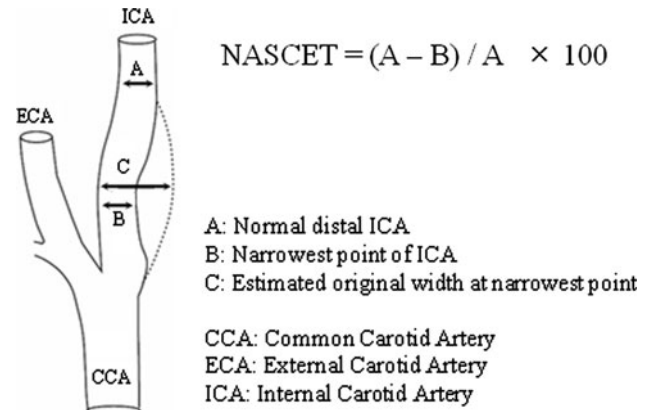 ICA
NASCET = (A – B) / A × 100
A
ECA
C
B
A: Normal distal ICA
B: Narrowest point of ICA
C: Estimated original width at narrowest point
CCA: Common Carotid Artery
ECA: External Carotid Artery
CCA
ICA: Internal Carotid Artery